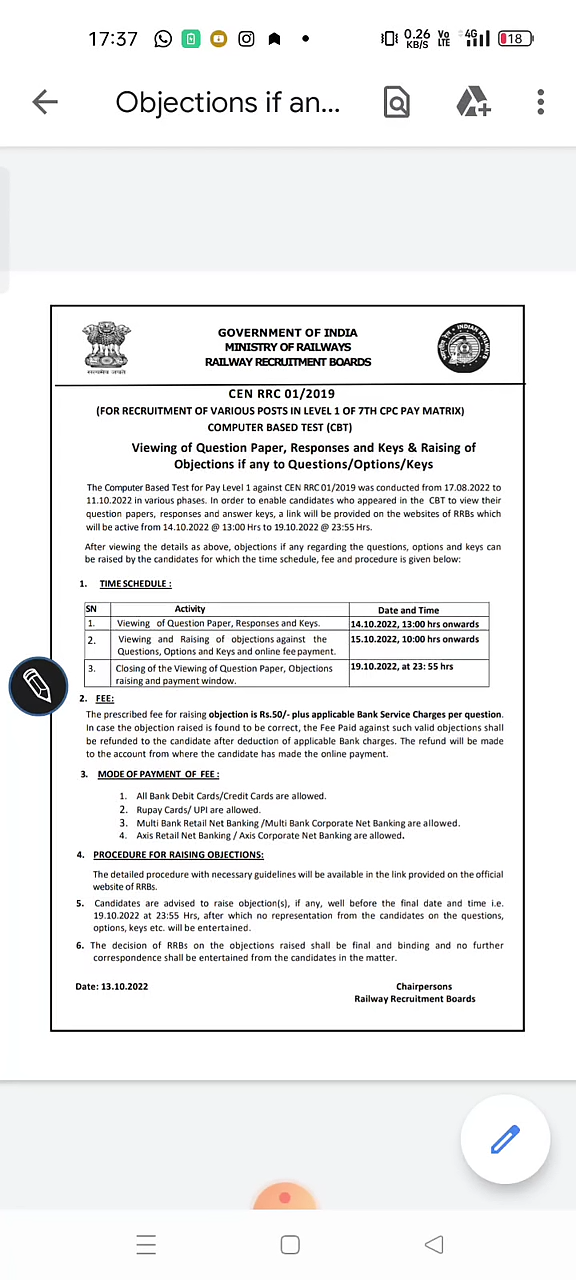 17:37
0.26 KB/S
Vo LTE
4G
18
Objections if an...
सत्यमेव जयते
GOVERNMENT OF INDIA
MINISTRY OF RAILWAYS
RAILWAY RECRUITMENT BOARDS
CEN RRC 01/2019
(FOR RECRUITMENT OF VARIOUS POSTS IN LEVEL 1 OF 7TH CPC PAY MATRIX)
COMPUTER BASED TEST (CBT)
Viewing of Question Paper, Responses and Keys & Raising of
Objections if any to Questions/Options/Keys
The Computer Based Test for Pay Level 1 against CEN RRC 01/2019 was conducted from 17.08.2022 to
11.10.2022 in various phases. In order to enable candidates who appeared in the CBT to view their
question papers, responses and answer keys, a link will be provided on the websites of RRBs which
will be active from 14.10.2022 @ 13:00 Hrs to 19.10.2022 @ 23:55 Hrs.
After viewing the details as above, objections if any regarding the questions, options and keys can
be raised by the candidates for which the time schedule, fee and procedure is given below:
1. TIME SCHEDULE :
SN Activity Date and Time
1. Viewing of Question Paper, Responses and Keys. 14.10.2022, 13:00 hrs onwards
2. Viewing and Raising of objections against the 15.10.2022, 10:00 hrs onwards
Questions, Options and Keys and online fee payment.
3. Closing of the Viewing of Question Paper, Objections 19.10.2022, at 23: 55 hrs
raising and payment window.
2. FEE:
The prescribed fee for raising objection is Rs.50/- plus applicable Bank Service Charges per question.
In case the objection raised is found to be correct, the Fee Paid against such valid objections shall
be refunded to the candidate after deduction of applicable Bank charges. The refund will be made
to the account from where the candidate has made the online payment.
3. MODE OF PAYMENT OF FEE :
1. All Bank Debit Cards/Credit Cards are allowed.
2. Rupay Cards/ UPI are allowed.
3. Multi Bank Retail Net Banking /Multi Bank Corporate Net Banking are allowed.
4. Axis Retail Net Banking / Axis Corporate Net Banking are allowed.
4. PROCEDURE FOR RAISING OBJECTIONS:
The detailed procedure with necessary guidelines will be available in the link provided on the official
website of RRBs.
5. Candidates are advised to raise objection(s), if any, well before the final date and time i.e.
19.10.2022 at 23:55 Hrs, after which no representation from the candidates on the questions,
options, keys etc. will be entertained.
6. The decision of RRBs on the objections raised shall be final and binding and no further
correspondence shall be entertained from the candidates in the matter.
Date: 13.10.2022 Chairpersons
Railway Recruitment Boards